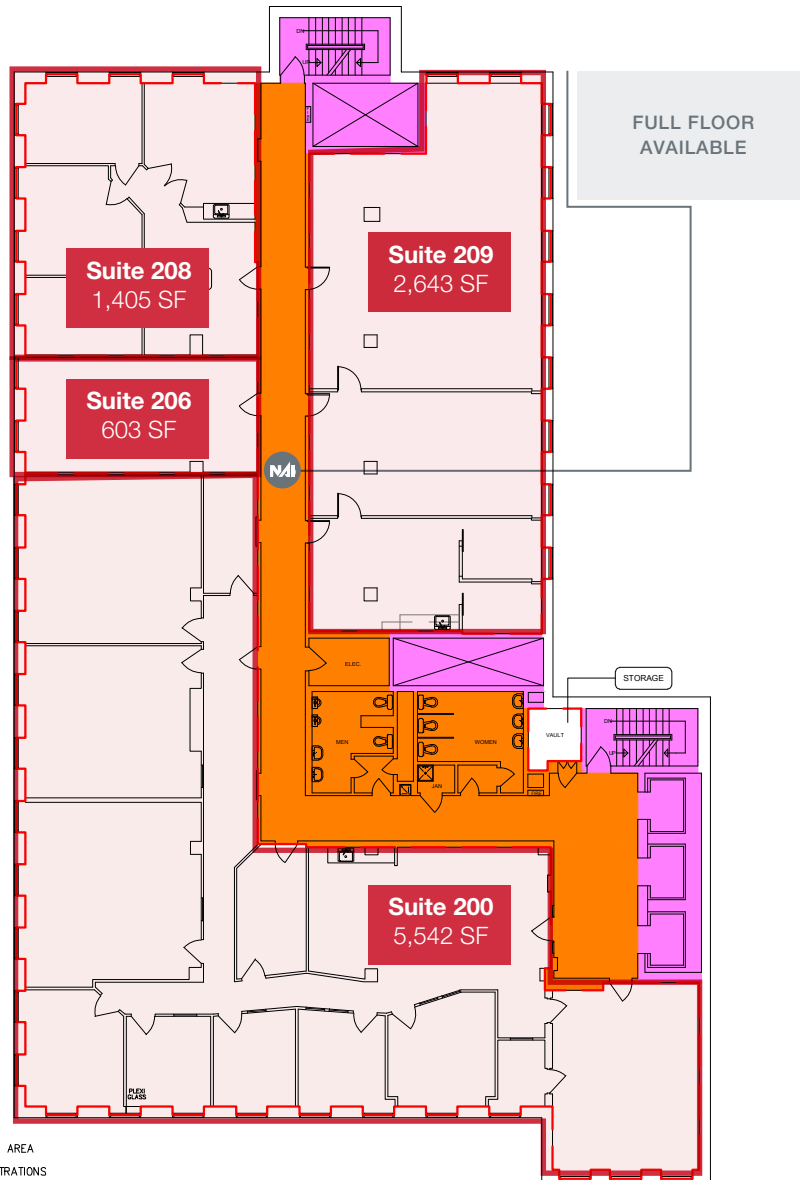 DN
UP
FULL FLOOR
AVAILABLE
Suite 208
1,405 SF
Suite 209
2,643 SF
Suite 206
603 SF
NAI
ELEC.
STORAGE
MEN
WOMEN
VAULT
DN
UP
JAN
Suite 200
5,542 SF
PLEXI
GLASS
AREA
TRATIONS